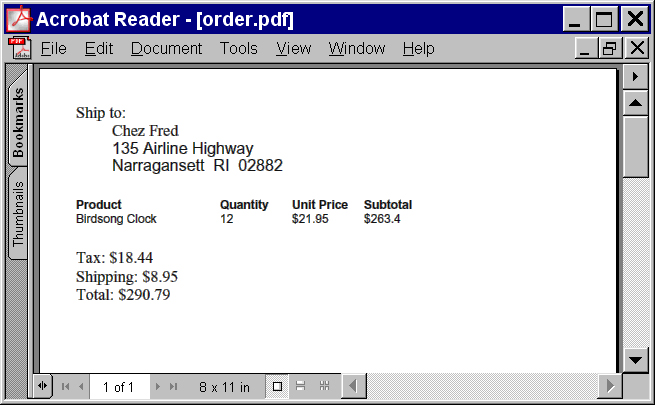 Acrobat Reader - [order.pdf]
File Edit Document Tools View Window Help
Bookmarks
Thumbnails
Ship to:
Chez Fred
135 Airline Highway
Narragansett RI 02882
Product Quantity Unit Price Subtotal
Birdsong Clock 12 $21.95 $263.4
Tax: $18.44
Shipping: $8.95
Total: $290.79
1 of 1 8 x 11 in